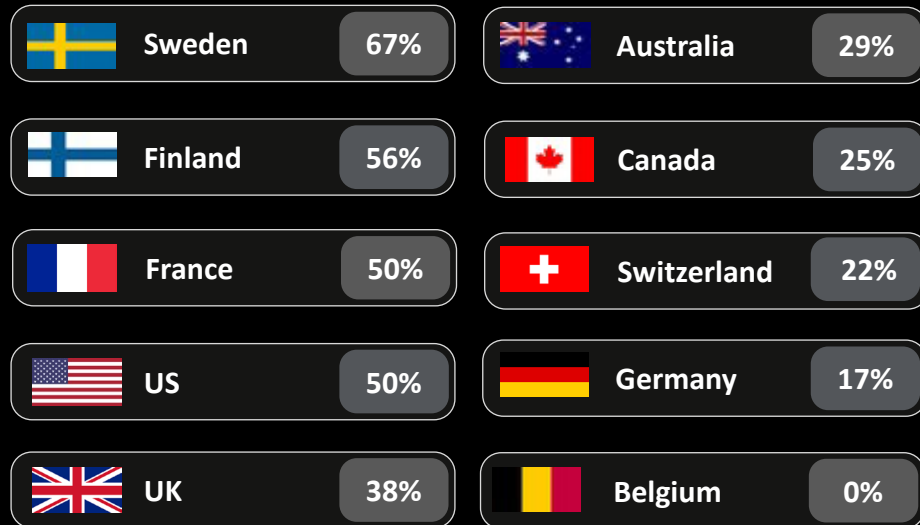 Sweden 67%
Finland 56%
France 50%
US 50%
UK 38%
Australia 29%
Canada 25%
Switzerland 22%
Germany 17%
Belgium 0%